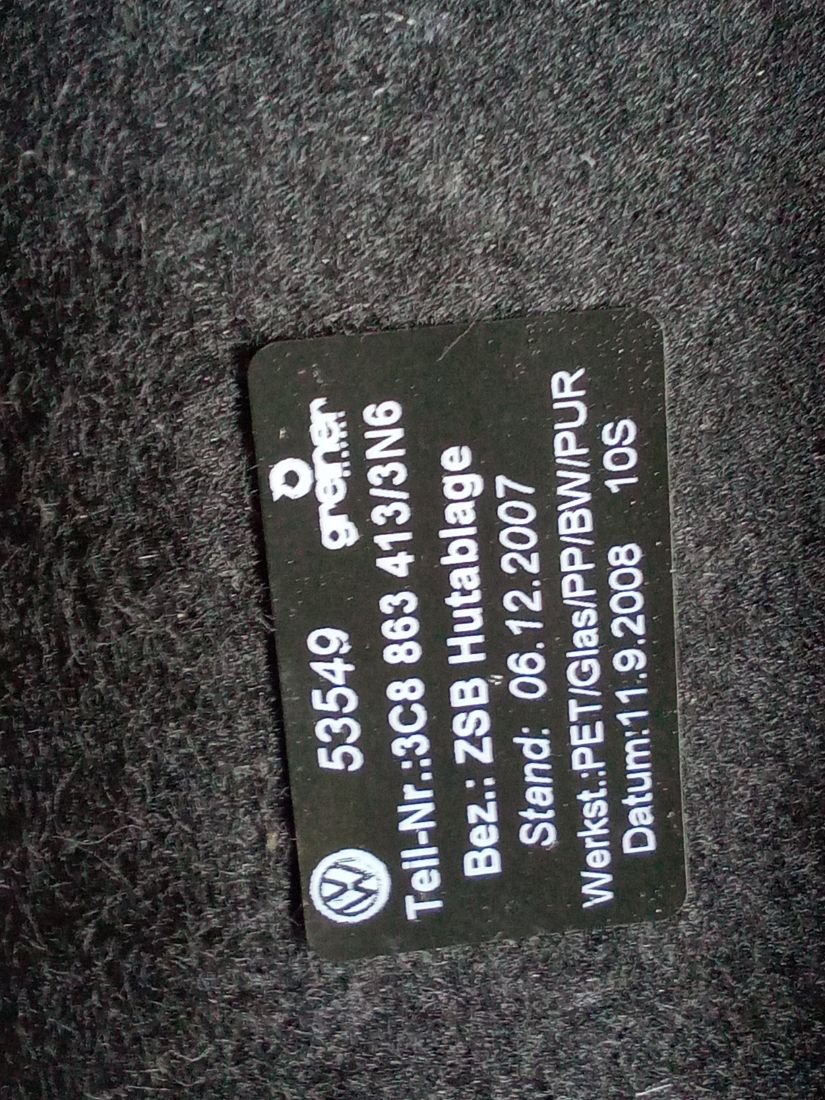 53549 greiner
Teil-Nr.:3C8 863 413/3N6
Bez.: ZSB Hutablage
Stand: 06.12.2007
Werkst.:PET/Glas/PP/BW/PUR
Datum:11.9.2008 10S